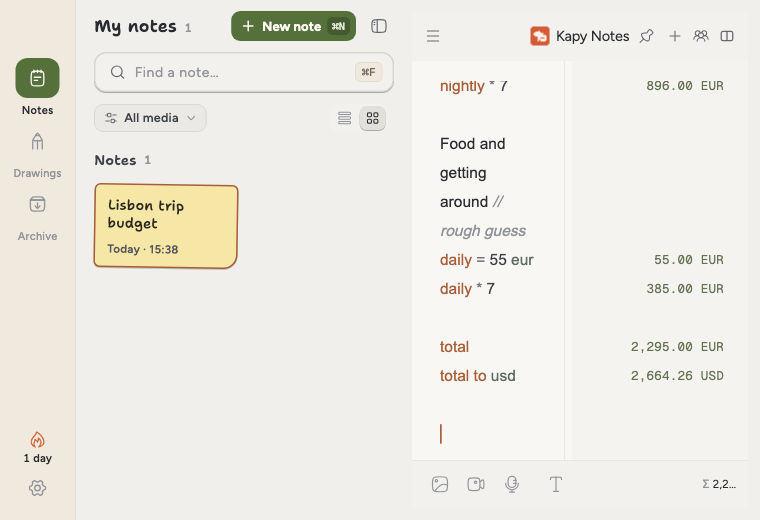 Notes
Drawings
Archive
1 day
My notes 1
+ New note ⌘N
Find a note... ⌘F
All media
Notes 1
Lisbon trip
budget
Today · 15:38
Kapy Notes
nightly * 7 896.00 EUR
Food and
getting
around //
rough guess
daily = 55 eur 55.00 EUR
daily * 7 385.00 EUR
total 2,295.00 EUR
total to usd 2,664.26 USD
T
Σ 2,2...